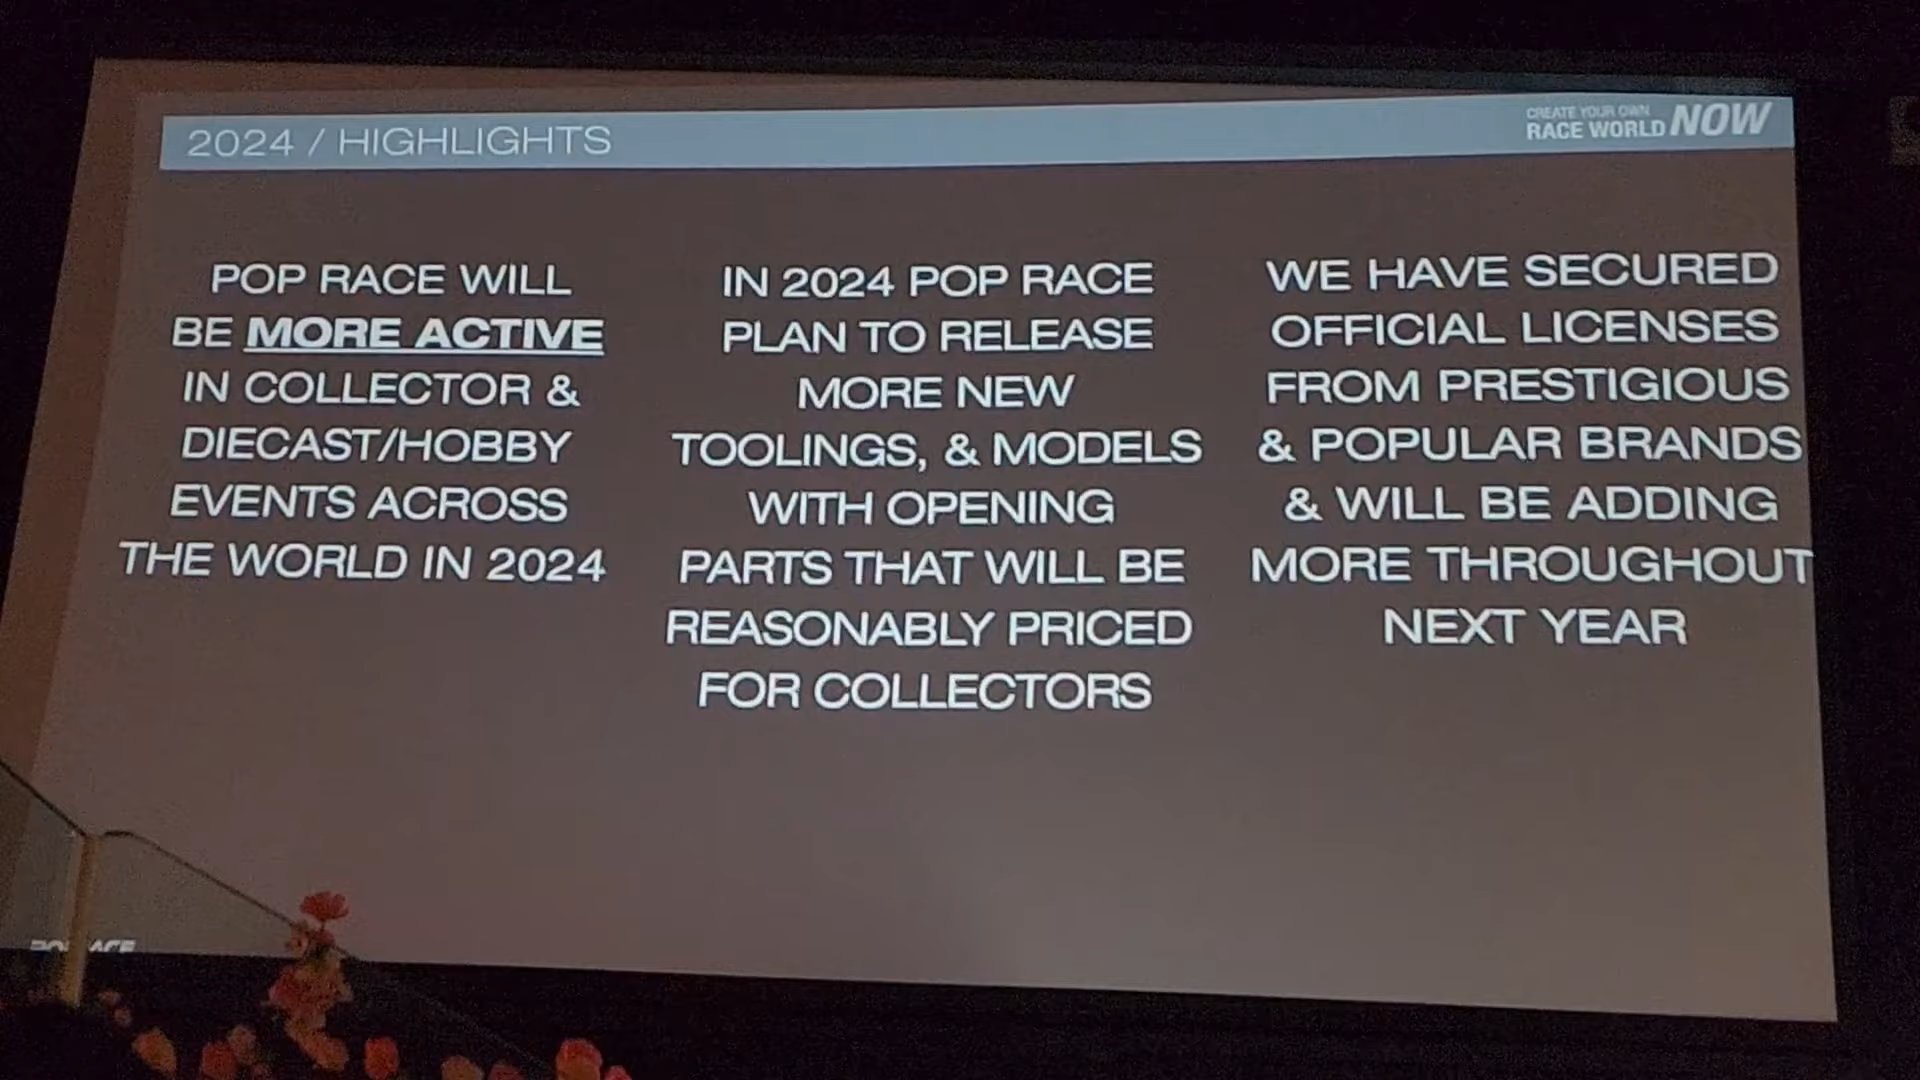 2024 / HIGHLIGHTS
CREATE YOUR OWN
RACE WORLD NOW
POP RACE WILL
BE MORE ACTIVE
IN COLLECTOR &
DIECAST/HOBBY
EVENTS ACROSS
THE WORLD IN 2024
IN 2024 POP RACE
PLAN TO RELEASE
MORE NEW
TOOLINGS, & MODELS
WITH OPENING
PARTS THAT WILL BE
REASONABLY PRICED
FOR COLLECTORS
WE HAVE SECURED
OFFICIAL LICENSES
FROM PRESTIGIOUS
& POPULAR BRANDS
& WILL BE ADDING
MORE THROUGHOUT
NEXT YEAR